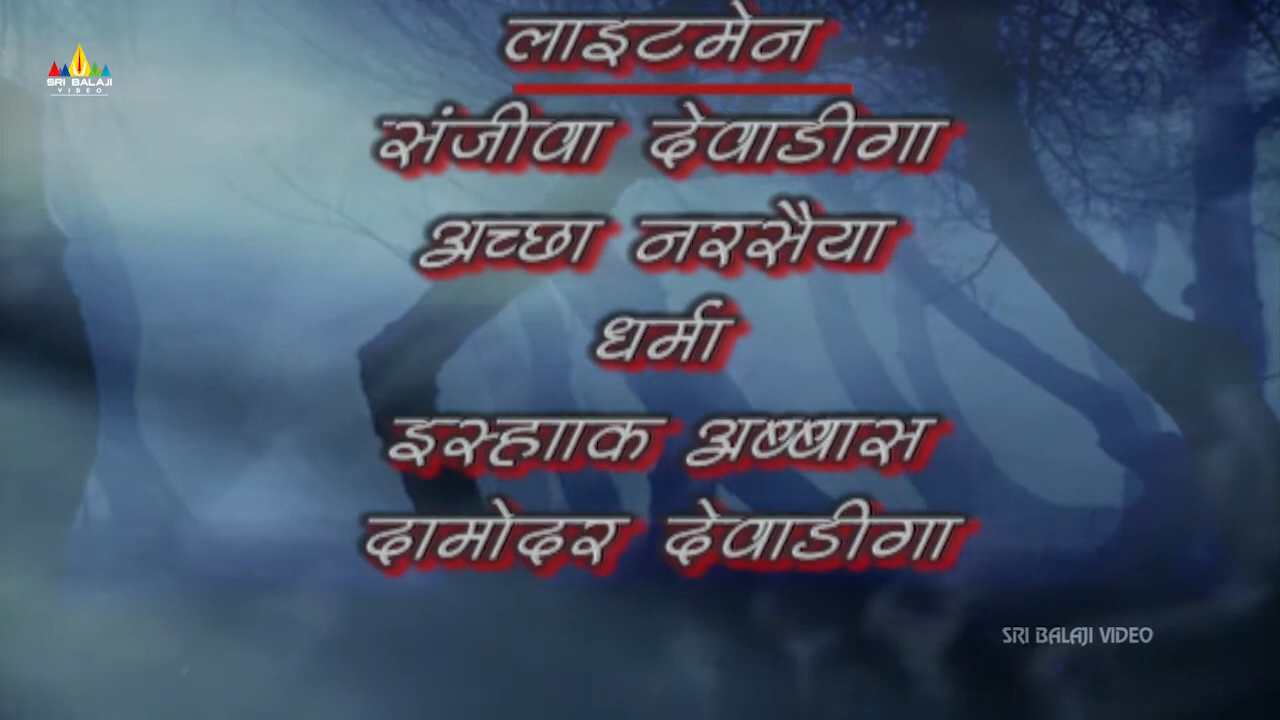 लाइटमेन
SRI BALAJI
VIDEO
संजीवा देवाडीगा
अच्छा नरसैया
धर्मा
इस्हााक अब्बास
दामोदर देवाडीगा
SRI BALAJI VIDEO